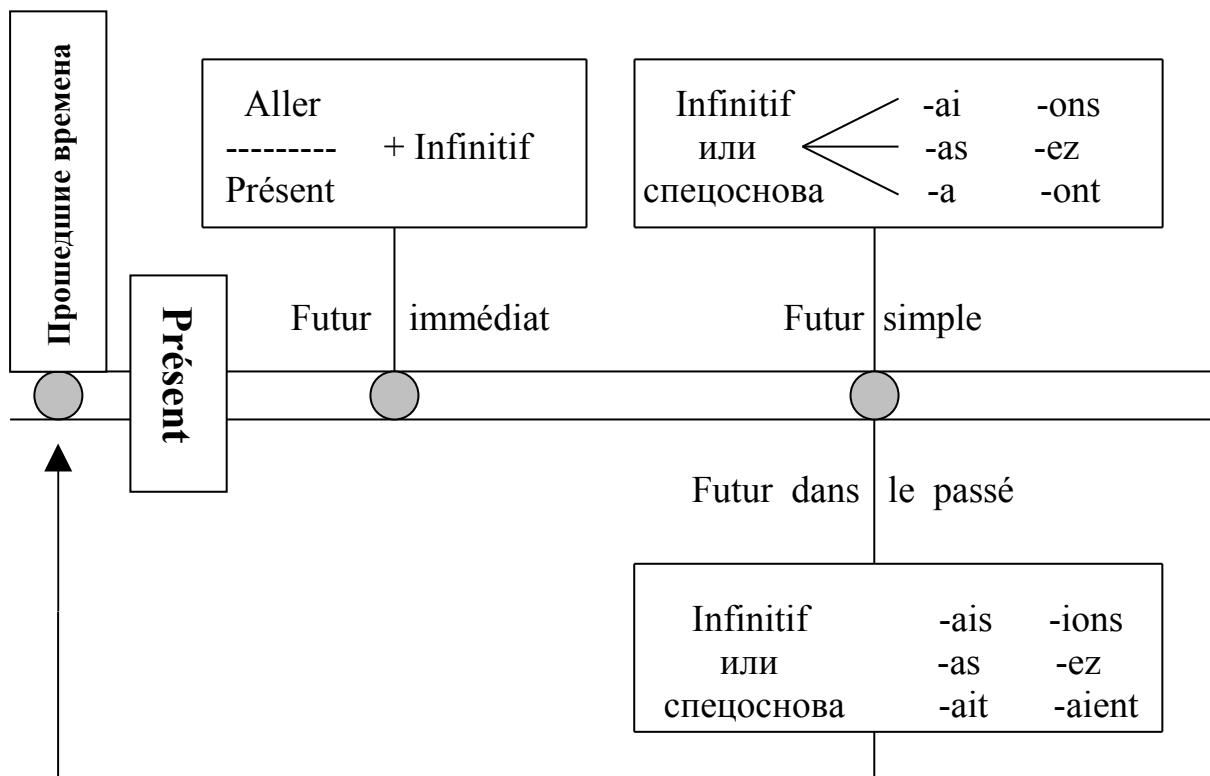 Прошедшие времена
Présent
Aller
---------
Présent
+ Infinitif
Futur immédiat
Infinitif -ai -ons
или -as -ez
спецоснова -a -ont
Futur simple
Futur dans le passé
Infinitif -ais -ions
или -as -ez
спецоснова -ait -aient